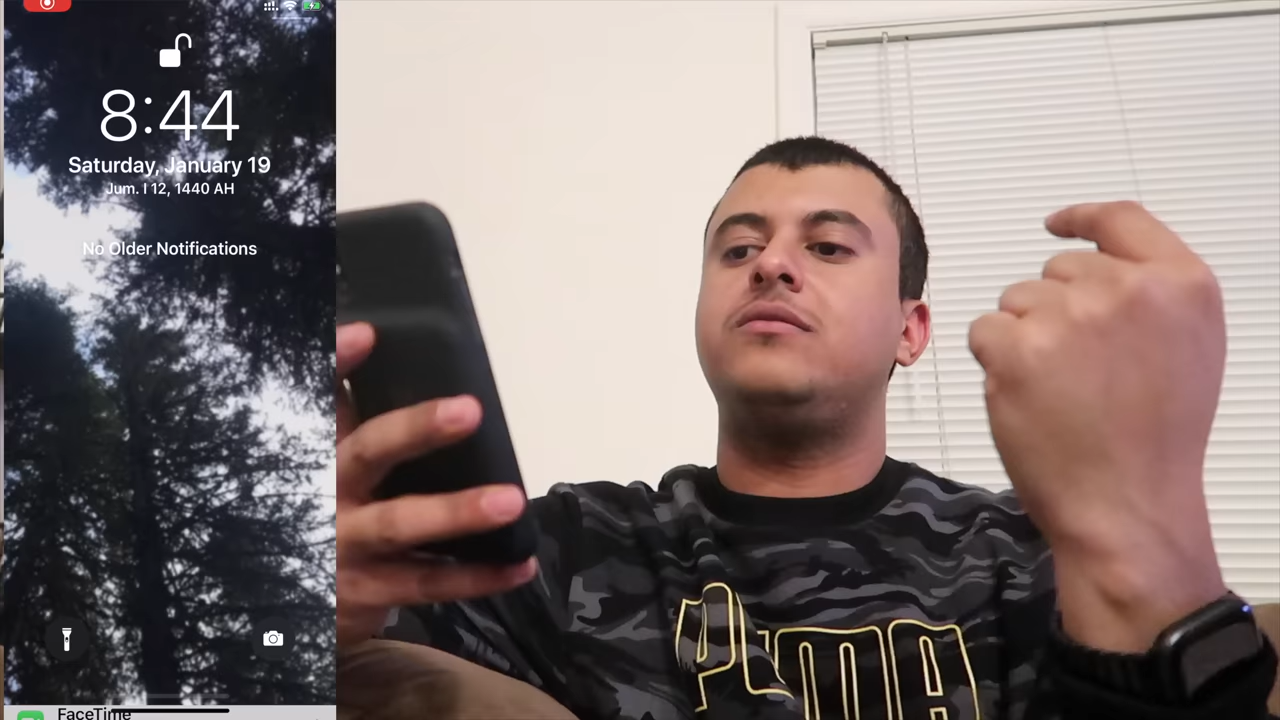 8:44
Saturday, January 19
Jum. I 12, 1440 AH
No Older Notifications
FaceTime
PUMA